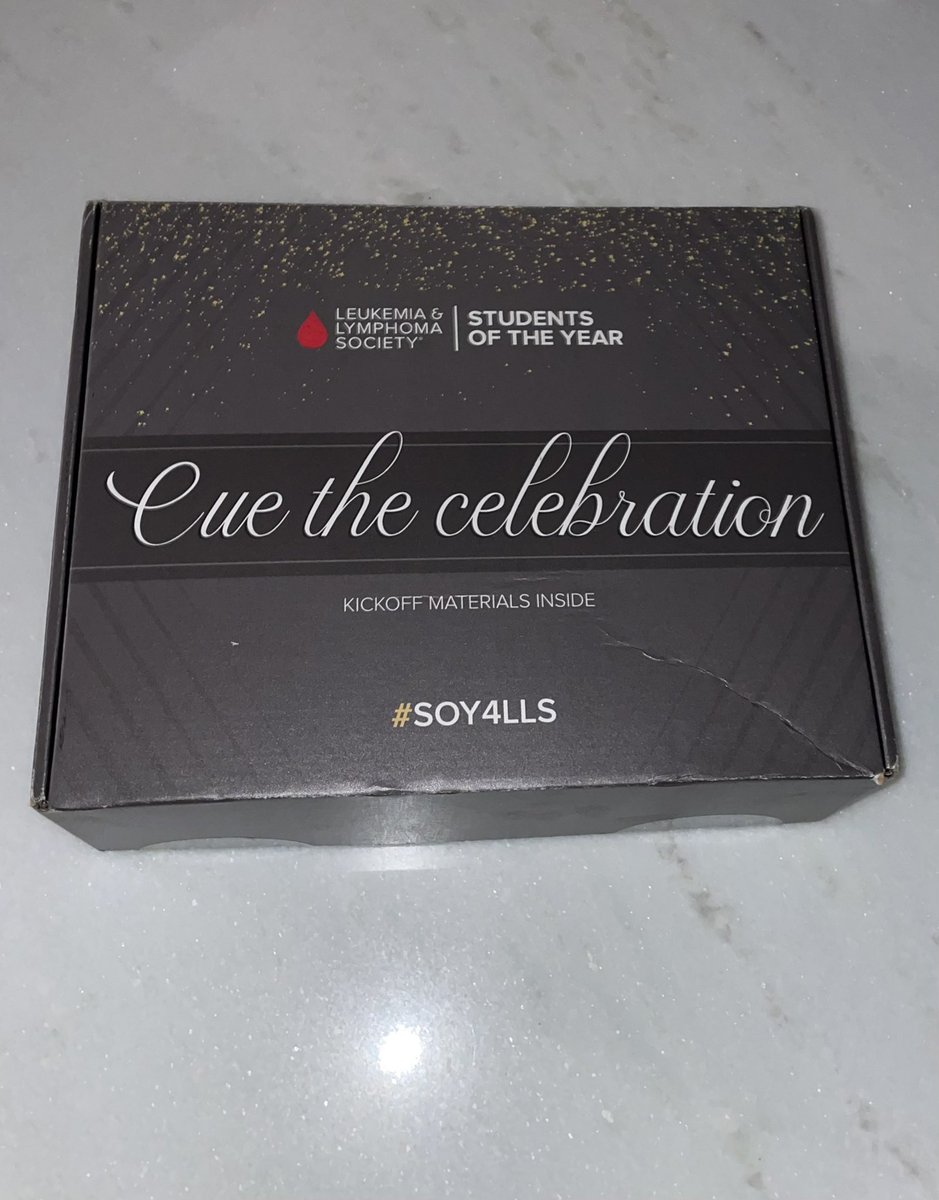 LEUKEMIA &
LYMPHOMA
SOCIETY®
STUDENTS
OF THE YEAR
Cue the celebration
KICKOFF MATERIALS INSIDE
#SOY4LLS